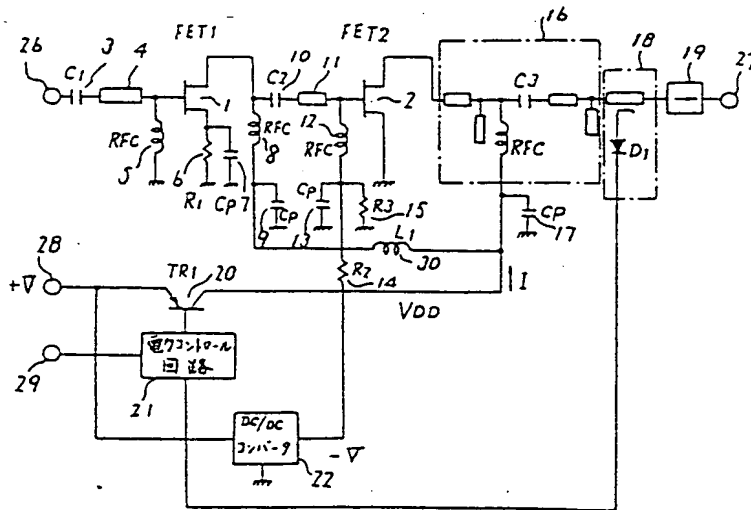 FET1
FET2
16
18
26
C1
3
4
10
C2
11
C3
19
27
1
2
12
RFC
5
6
R1
CP
7
RFC
8
RFC
RFC
D1
CP
9
CP
13
R3
15
CP
17
L1
30
R2
14
I
28
+V
TR1
20
VDD
29
電力コントロール
回路
21
DC/DC
コンバータ
22
-V